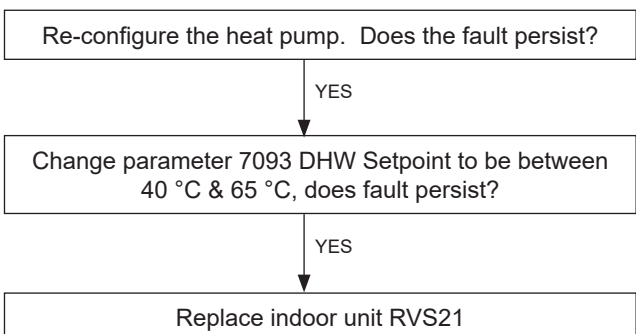 Re-configure the heat pump.  Does the fault persist?
YES
Change parameter 7093 DHW Setpoint to be between
40 °C & 65 °C, does fault persist?
YES
Replace indoor unit RVS21